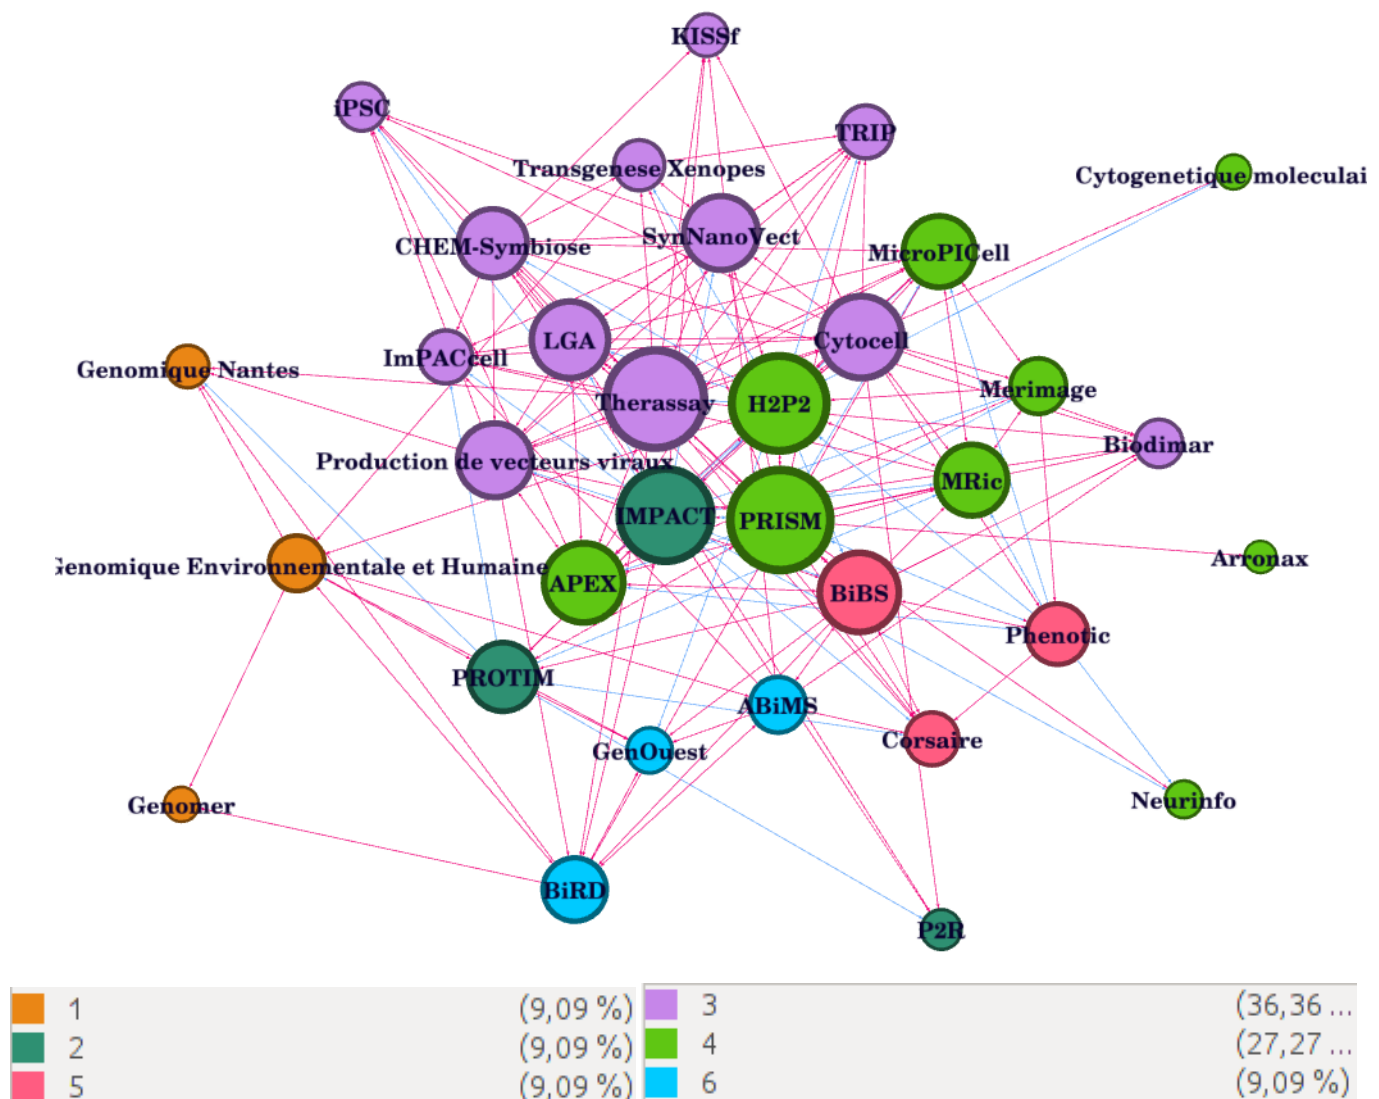 KISSf
iPSC
TRIP
Transgenese Xenopes
Cytogenetique moleculai
CHEM-Symbiose
SynNanoVect
MicroPICell
LGA
Cytocell
ImPACcell
Genomique Nantes
Therassay
H2P2
Merimage
Biodimar
Production de vecteurs viraux
MRic
IMPACT
PRISM
Arronax
Genomique Environnementale et Humaine
APEX
BiBS
Phenotic
PROTIM
ABiMS
Corsaire
GenOuest
Genomer
Neurinfo
BiRD
P2R
1 (9,09 %)
2 (9,09 %)
5 (9,09 %)
3 (36,36 ...
4 (27,27 ...
6 (9,09 %)